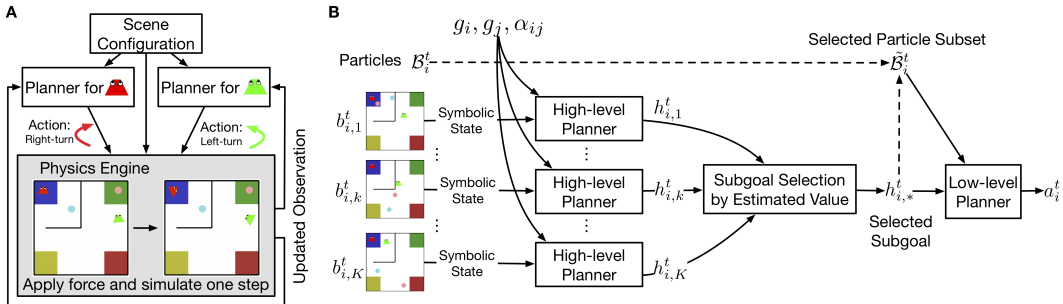 A
Scene
Configuration
Planner for
Planner for
Action:
Right-turn
Action:
Left-turn
Physics Engine
Apply force and simulate one step
Updated Observation
B
g_i, g_j, α_{ij}
Particles B_i^t
Selected Particle Subset
B̃_i^t
b_{i,1}^t
Symbolic
State
High-level
Planner
h_{i,1}^t
⋮
⋮
b_{i,k}^t
Symbolic
State
High-level
Planner
h_{i,k}^t
Subgoal Selection
by Estimated Value
h_{i,*}^t
Selected
Subgoal
Low-level
Planner
a_i^t
⋮
⋮
b_{i,K}^t
Symbolic
State
High-level
Planner
h_{i,K}^t